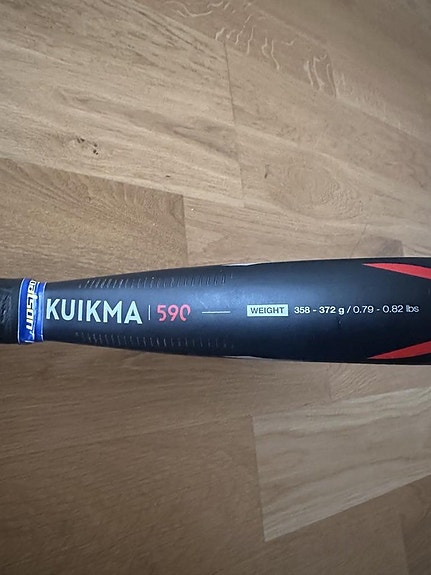 KUIKMA | 590 — WEIGHT 358 - 372 g / 0.79 - 0.82 lbs